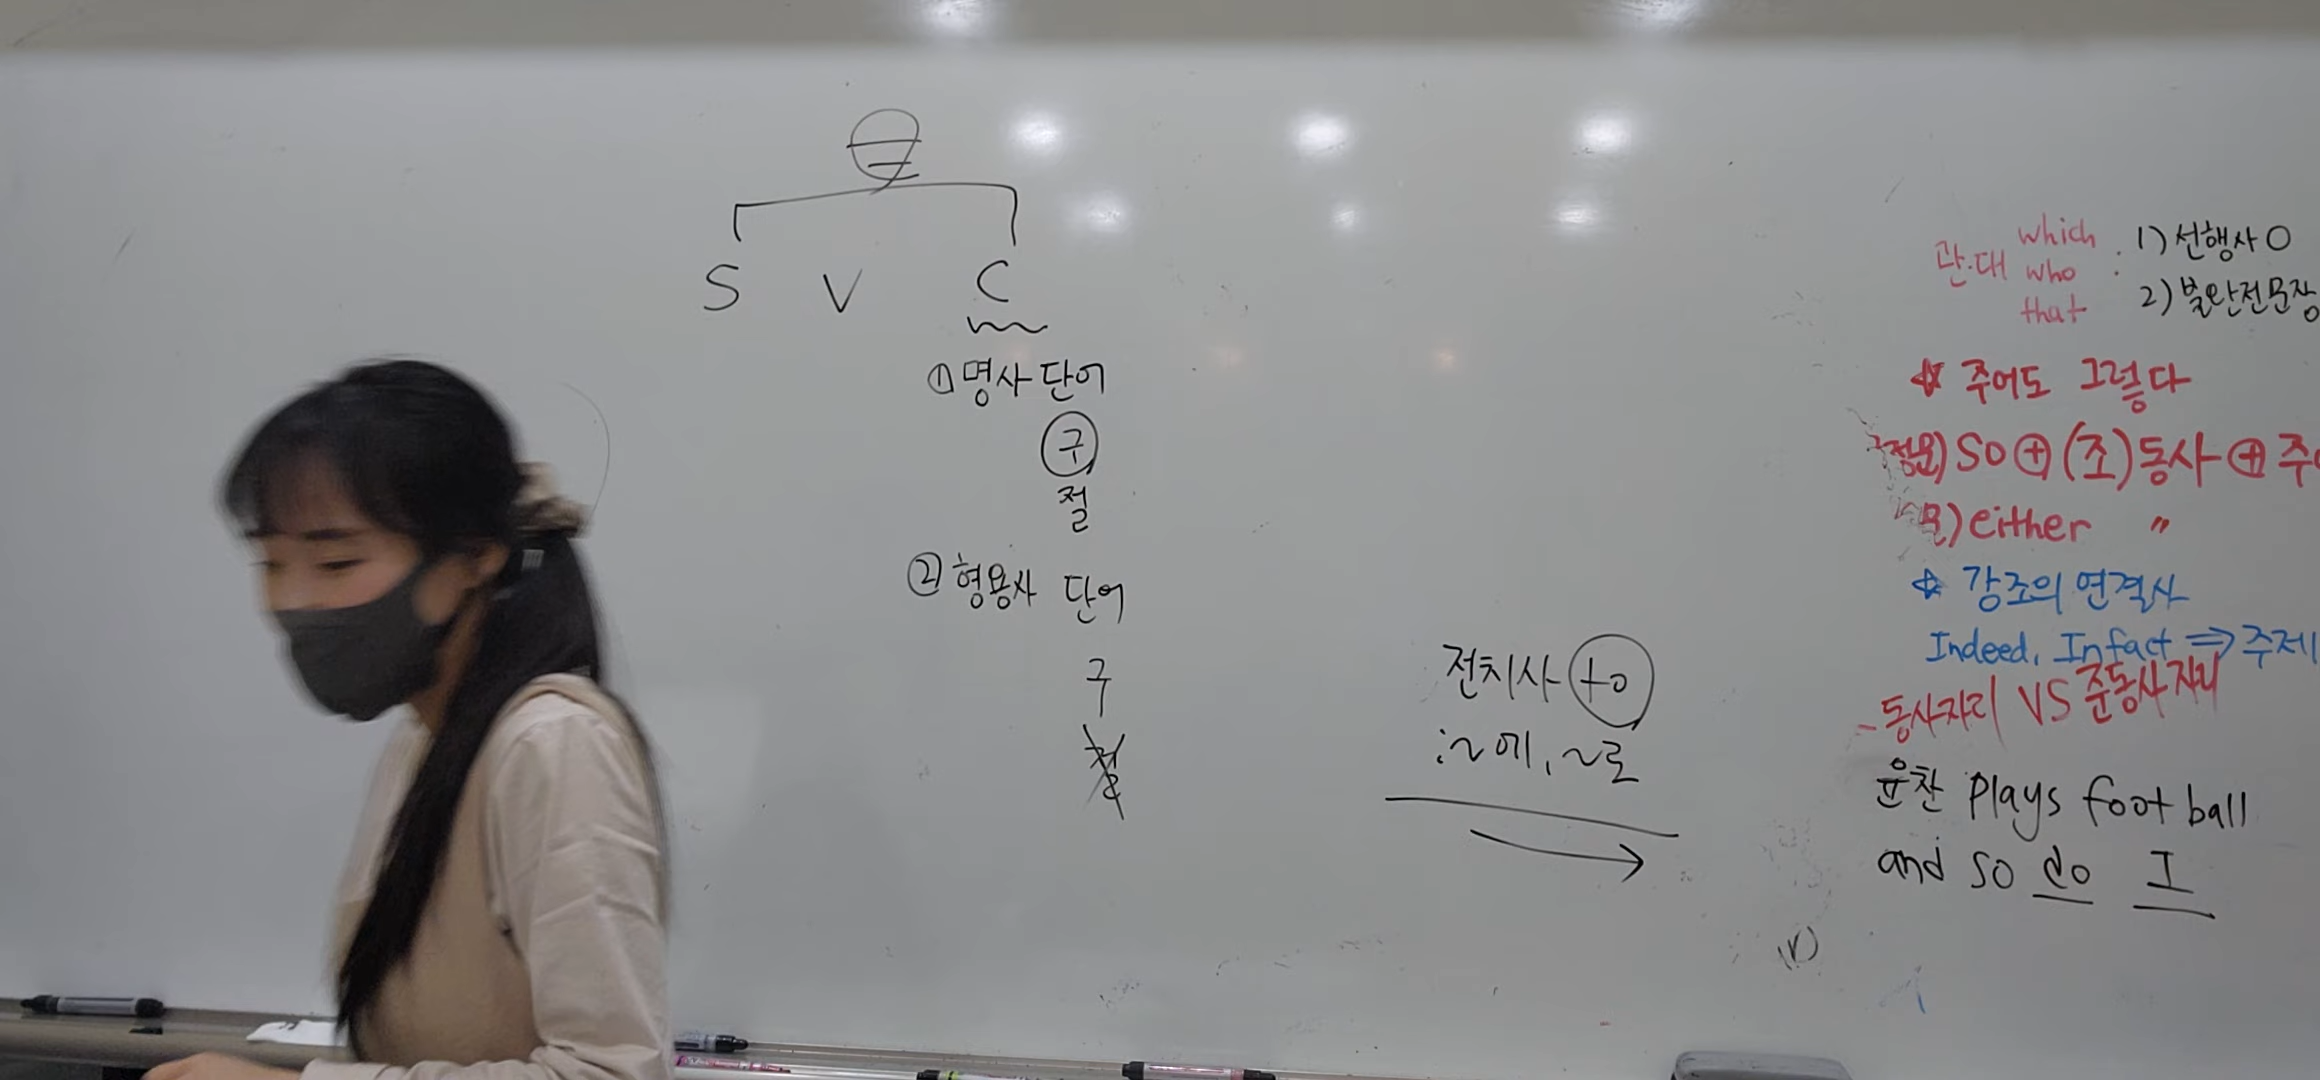 S V C
① 명사 단어
구
절
② 형용사 단어
구
절
전치사 to
: ~에, ~로
관·대 which who that : 1) 선행사 O
2) 불완전문장
☆ 주어도 그렇다
긍정문) So ⊕ (조)동사 ⊕ 주
either 〃
☆ 강조의 연결사
Indeed, Infact ⇒ 주제
- 동사자리 VS 준동사자리
윤찬 plays football
and so do I